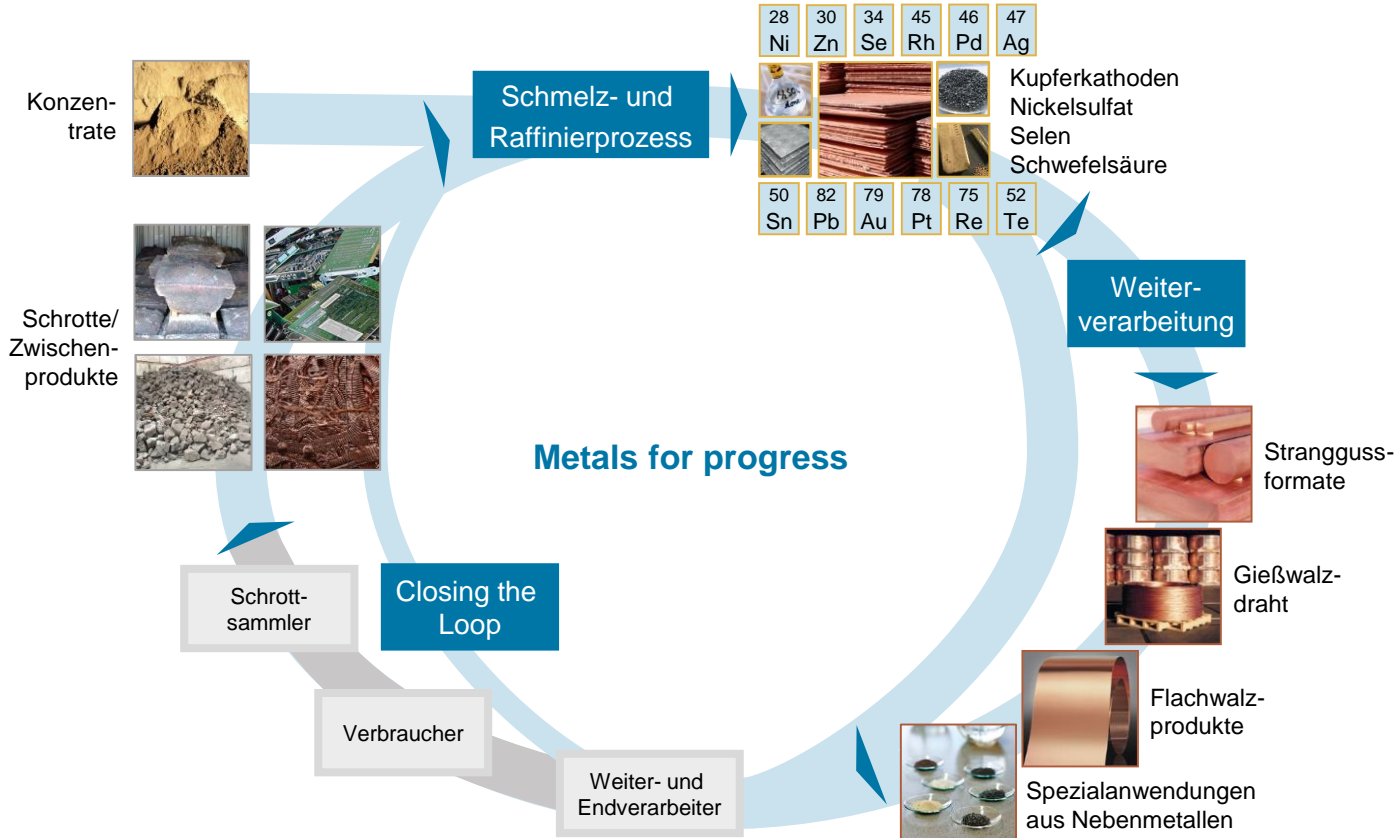 28
Ni
30
Zn
34
Se
45
Rh
46
Pd
47
Ag
Konzen-
trate
Schmelz- und
Raffinierprozess
Kupferkathoden
Nickelsulfat
Selen
Schwefelsäure
50
Sn
82
Pb
79
Au
78
Pt
75
Re
52
Te
Weiter-
verarbeitung
Schrotte/
Zwischen-
produkte
Metals for progress
Stranggussformate
Gießwalz-
draht
Closing the
Loop
Schrott-
sammler
Flachwalz-
produkte
Verbraucher
Weiter- und
Endverarbeiter
Spezialanwendungen
aus Nebenmetallen